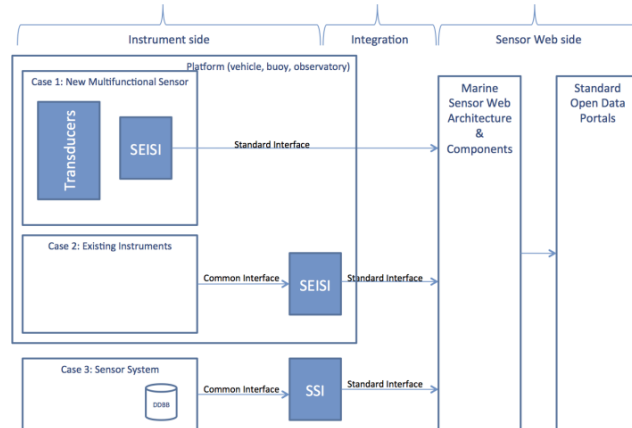 Instrument side
Integration
Sensor Web side
Platform (vehicle, buoy, observatory)
Case 1: New Multifunctional Sensor
Transducers
SEISI
Standard Interface
Marine
Sensor Web
Architecture
&
Components
Standard
Open Data
Portals
Case 2: Existing Instruments
Common Interface
SEISI
Standard Interface
Case 3: Sensor System
DDBB
Common Interface
SSI
Standard Interface